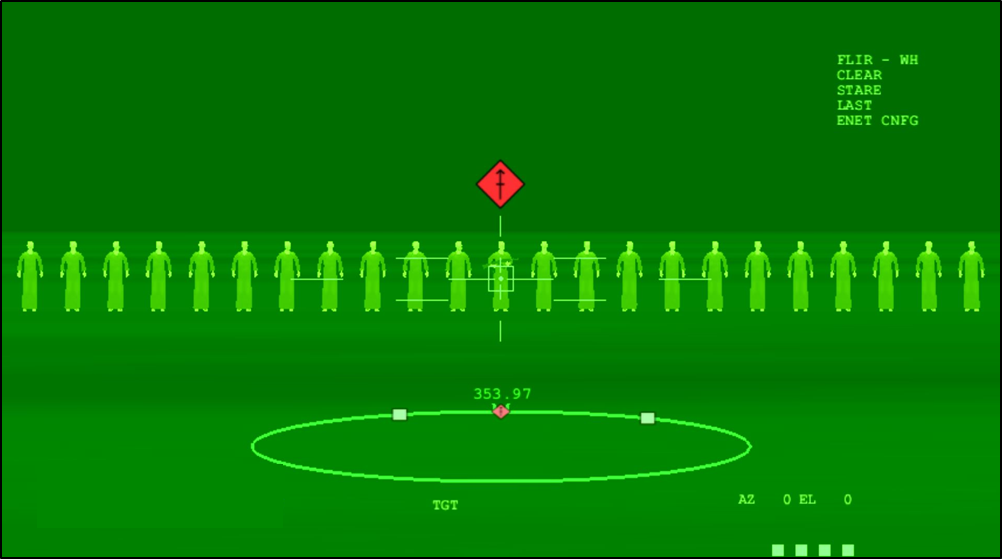 FLIR - WH
CLEAR
STARE
LAST
ENET CNFG
353.97
TGT
AZ 0 EL 0